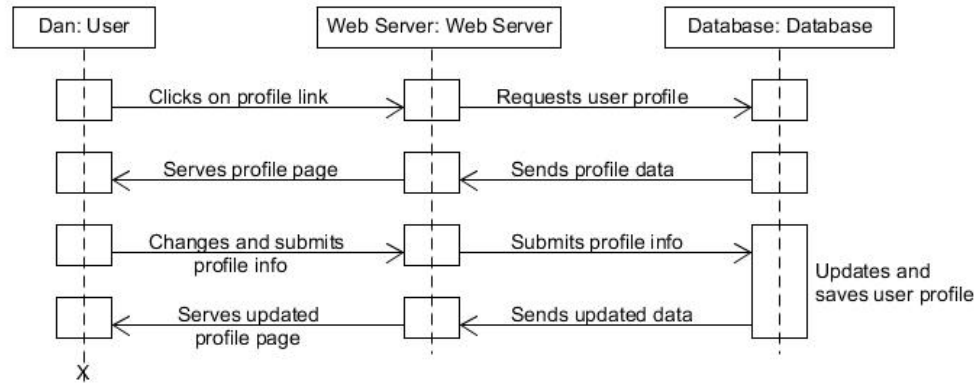 Dan: User
Web Server: Web Server
Database: Database
Clicks on profile link
Requests user profile
Serves profile page
Sends profile data
Changes and submits
profile info
Submits profile info
Updates and
saves user profile
Serves updated
profile page
Sends updated data
X